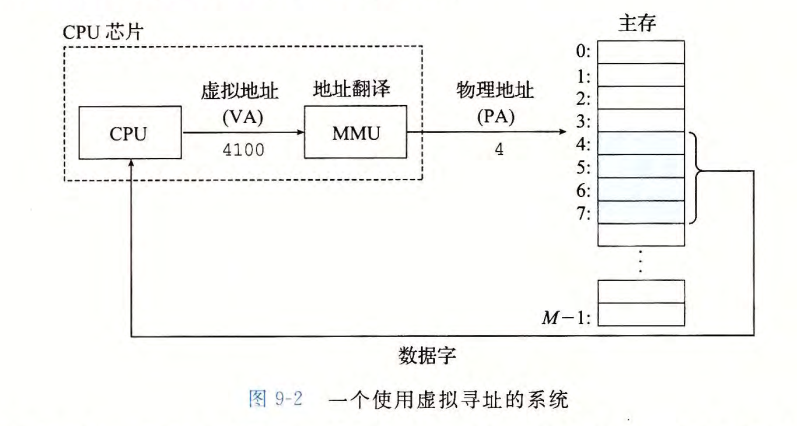 CPU 芯片
主存
虚拟地址
(VA)
4100
地址翻译
物理地址
(PA)
4
CPU
MMU
0:
1:
2:
3:
4:
5:
6:
7:
⋮
M−1:
数据字
图 9-2 一个使用虚拟寻址的系统